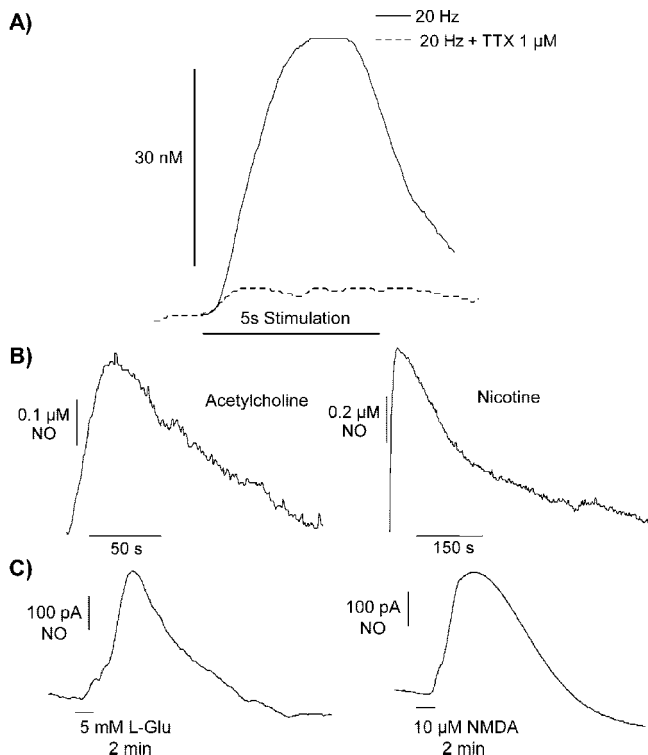 A)
20 Hz
20 Hz + TTX 1 µM
30 nM
5s Stimulation
B)
0.1 µM
NO
Acetylcholine
50 s
0.2 µM
NO
Nicotine
150 s
C)
100 pA
NO
5 mM L-Glu
2 min
100 pA
NO
10 µM NMDA
2 min